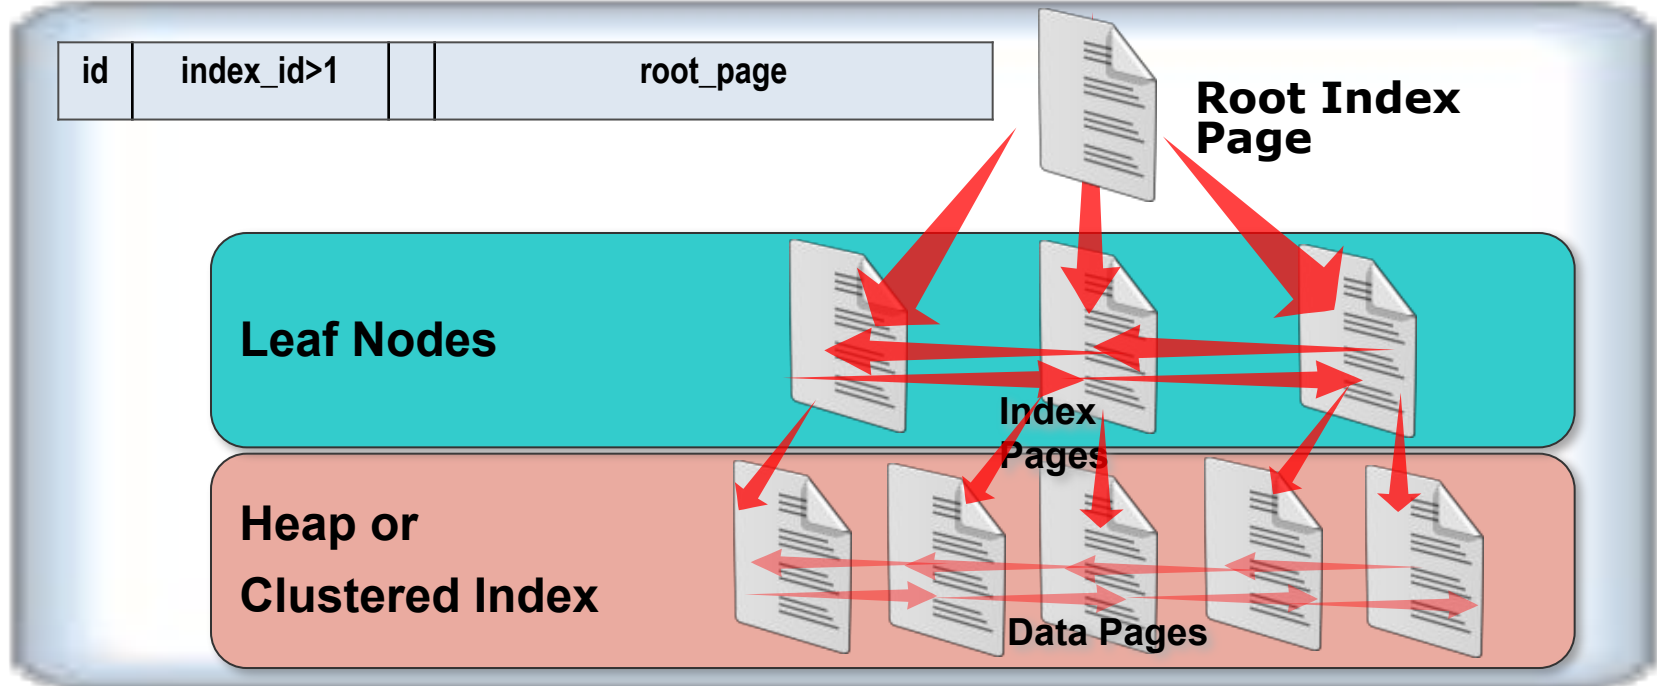 id index_id>1 root_page
Root Index
Page
Leaf Nodes
Index
Pages
Heap or
Clustered Index
Data Pages